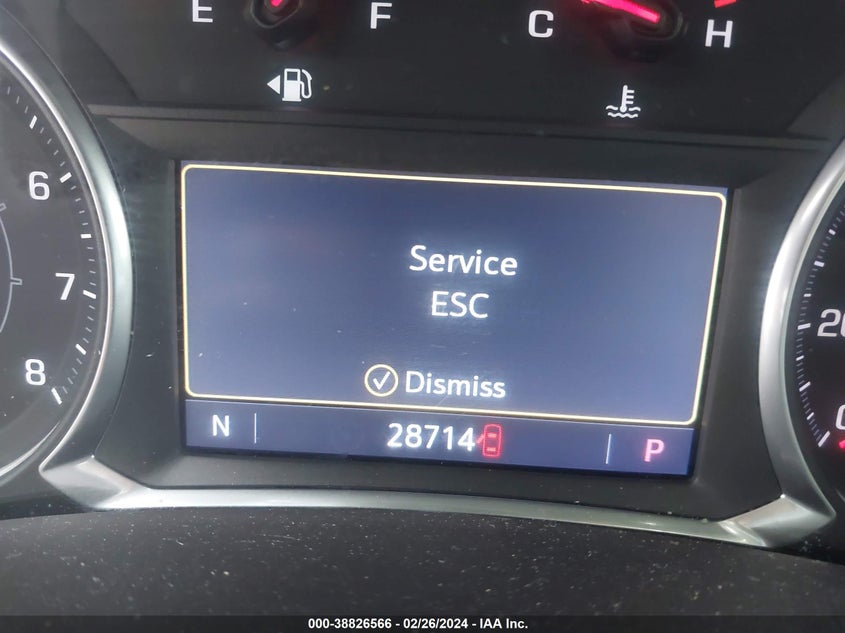 E F C H
6
7
8
Service
ESC
Dismiss
N 28714 P
000-38826566 - 02/26/2024 - IAA Inc.